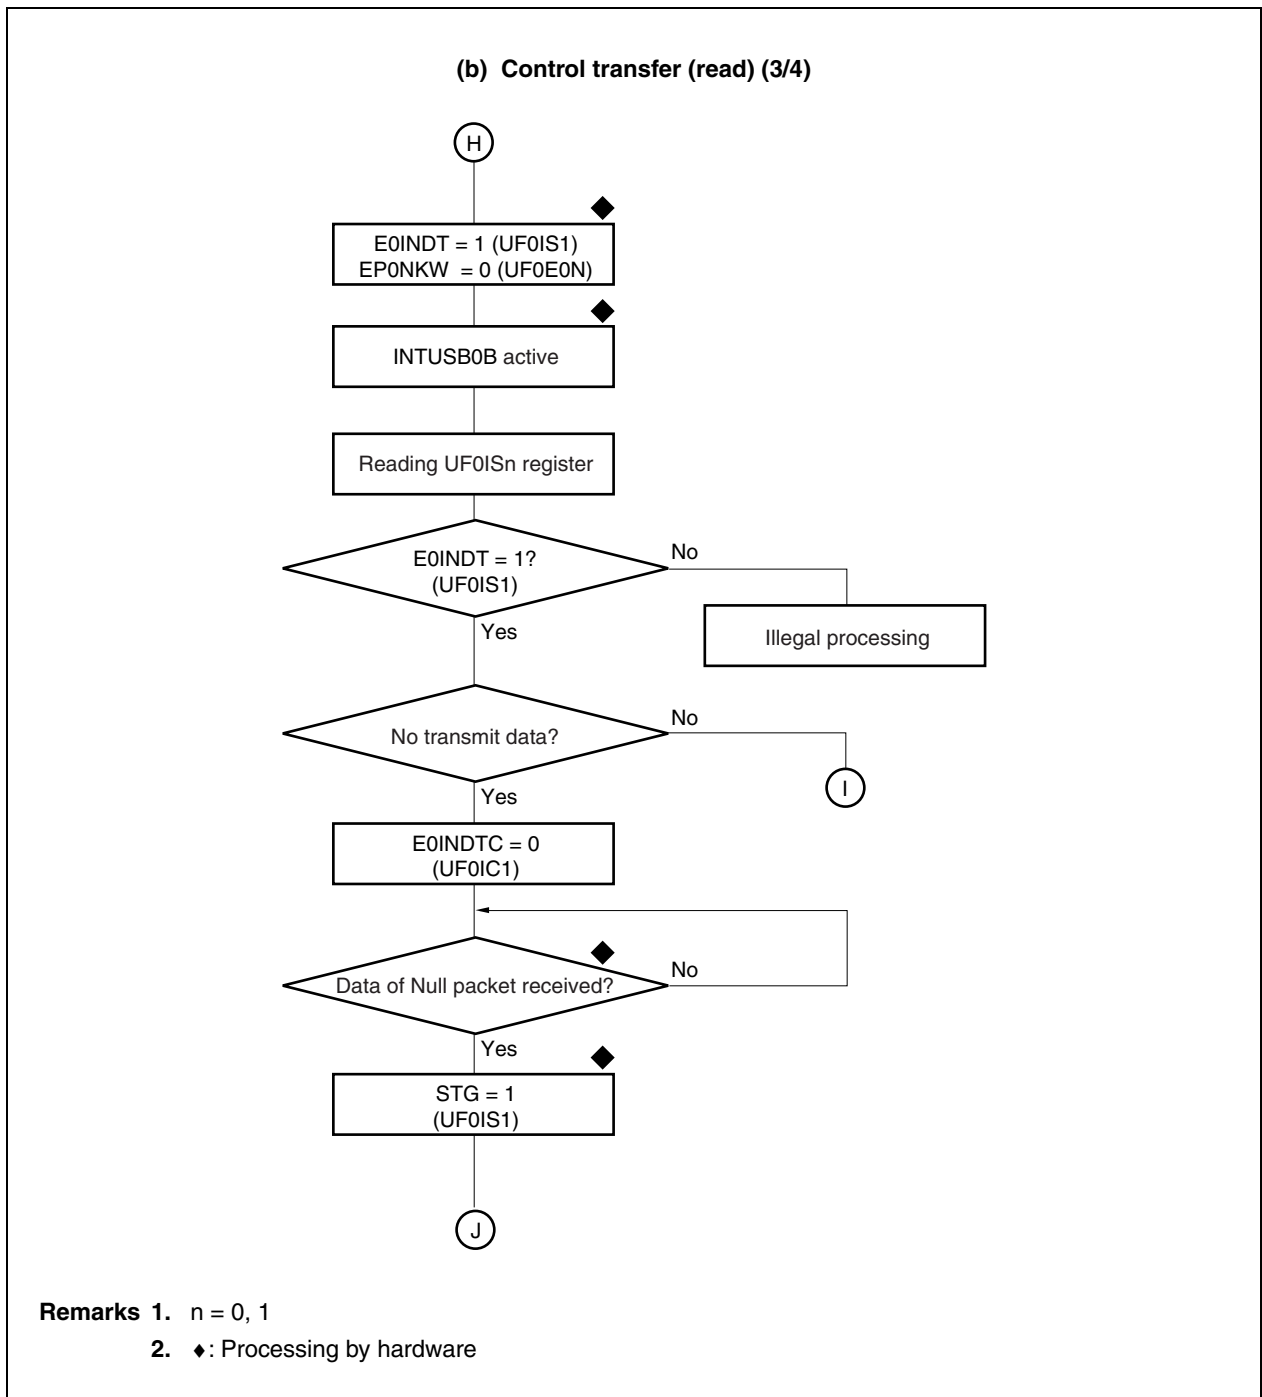 (b) Control transfer (read) (3/4)
H
E0INDT = 1 (UF0IS1)
EP0NKW = 0 (UF0E0N)
INTUSB0B active
Reading UF0ISn register
E0INDT = 1?
(UF0IS1)
No
Illegal processing
Yes
No transmit data?
No
I
Yes
E0INDTC = 0
(UF0IC1)
Data of Null packet received?
No
Yes
STG = 1
(UF0IS1)
J
Remarks 1. n = 0, 1
2. ♦: Processing by hardware